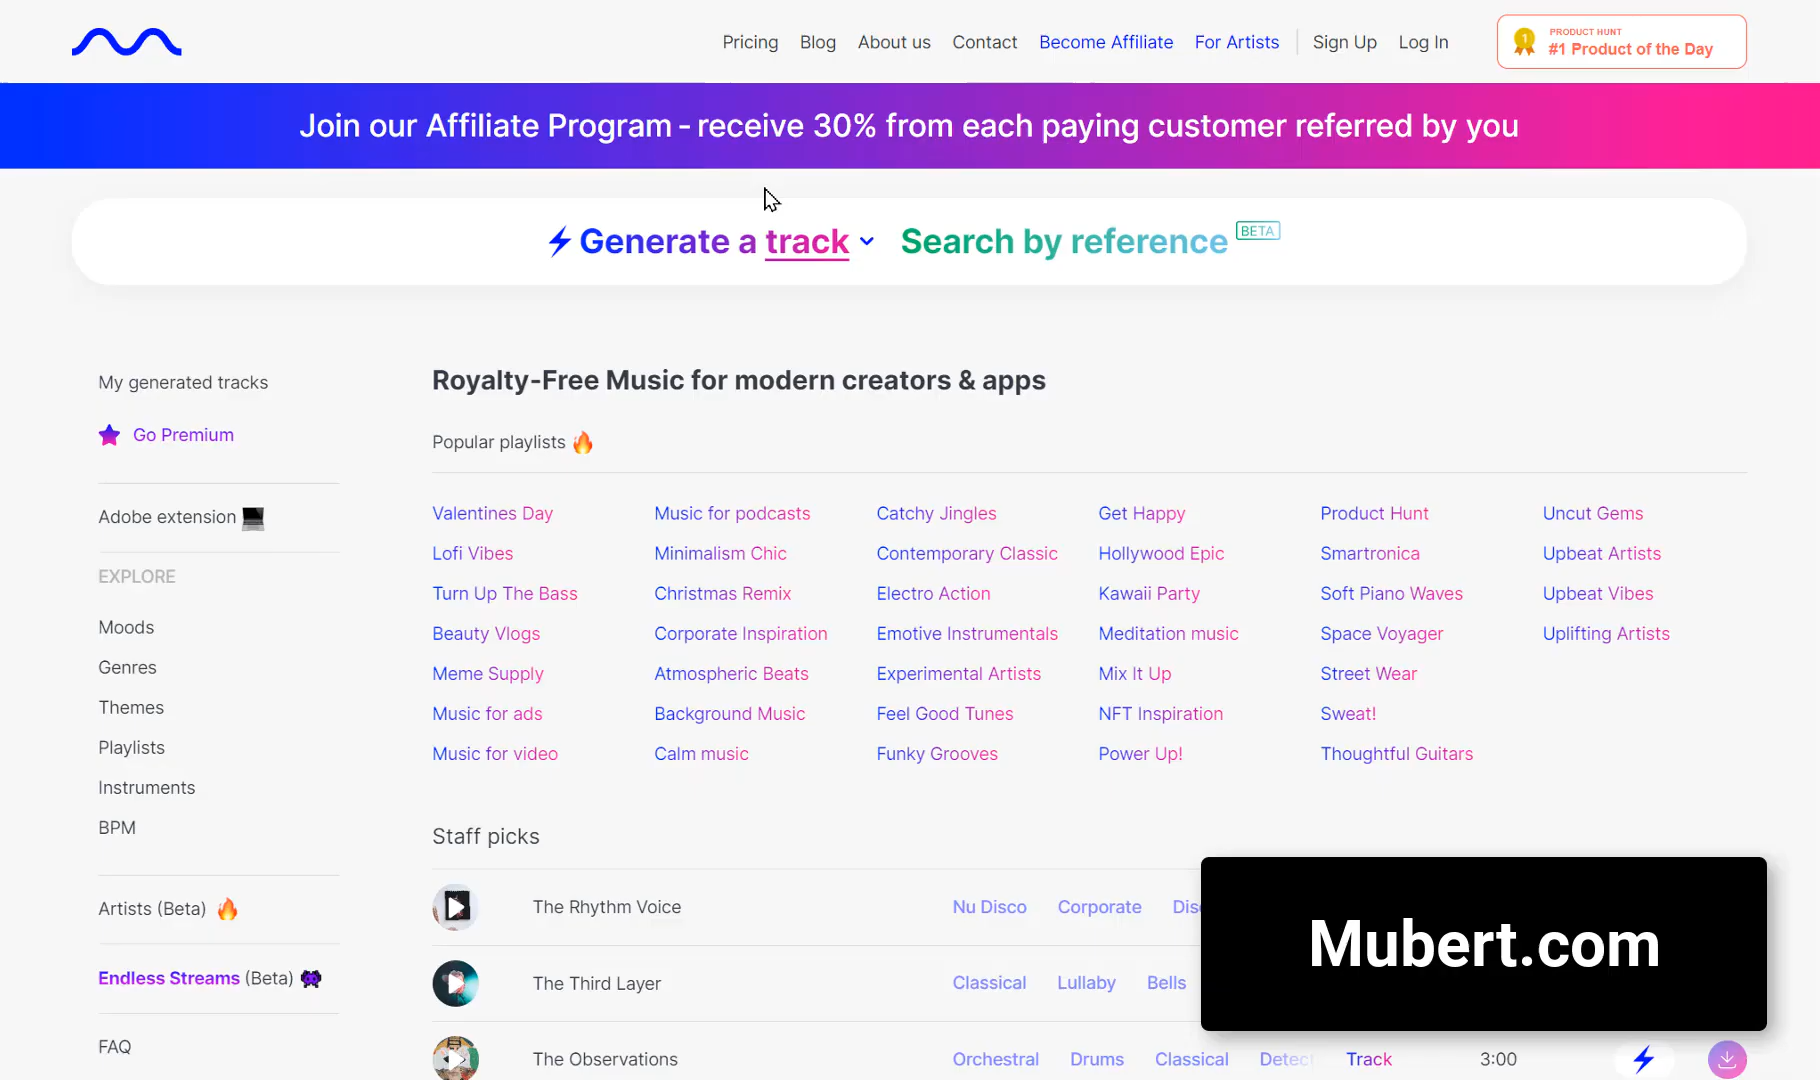 Pricing Blog About us Contact Become Affiliate For Artists Sign Up Log In
PRODUCT HUNT
#1 Product of the Day
Join our Affiliate Program - receive 30% from each paying customer referred by you
Generate a track Search by reference BETA
My generated tracks
Go Premium
Adobe extension
EXPLORE
Moods
Genres
Themes
Playlists
Instruments
BPM
Artists (Beta)
Endless Streams (Beta)
FAQ
Royalty-Free Music for modern creators & apps
Popular playlists
Valentines Day Music for podcasts Catchy Jingles Get Happy Product Hunt Uncut Gems
Lofi Vibes Minimalism Chic Contemporary Classic Hollywood Epic Smartronica Upbeat Artists
Turn Up The Bass Christmas Remix Electro Action Kawaii Party Soft Piano Waves Upbeat Vibes
Beauty Vlogs Corporate Inspiration Emotive Instrumentals Meditation music Space Voyager Uplifting Artists
Meme Supply Atmospheric Beats Experimental Artists Mix It Up Street Wear
Music for ads Background Music Feel Good Tunes NFT Inspiration Sweat!
Music for video Calm music Funky Grooves Power Up! Thoughtful Guitars
Staff picks
The Rhythm Voice Nu Disco Corporate
The Third Layer Classical Lullaby Bells
The Observations Orchestral Drums Classical Track 3:00
Mubert.com